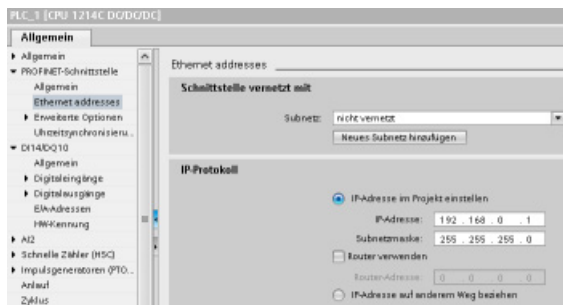 PLC_1 [CPU 1214C DC/DC/DC]
Allgemein
Allgemein
PROFINET-Schnittstelle
Allgemein
Ethernet addresses
Erweiterte Optionen
Uhrzeitsynchronisieru...
DI14/DQ10
Allgemein
Digitaleingänge
Digitalausgänge
E/A-Adressen
HW-Kennung
AI2
Schnelle Zähler (HSC)
Impulsgeneratoren (PTO...
Anlauf
Zyklus
Ethernet addresses
Schnittstelle vernetzt mit
Subnetz: nicht vernetzt
Neues Subnetz hinzufügen
IP-Protokoll
IP-Adresse im Projekt einstellen
IP-Adresse: 192 . 168 . 0 . 1
Subnetzmaske: 255 . 255 . 255 . 0
Router verwenden
Router-Adresse: 0 . 0 . 0 . 0
IP-Adresse auf anderem Weg beziehen